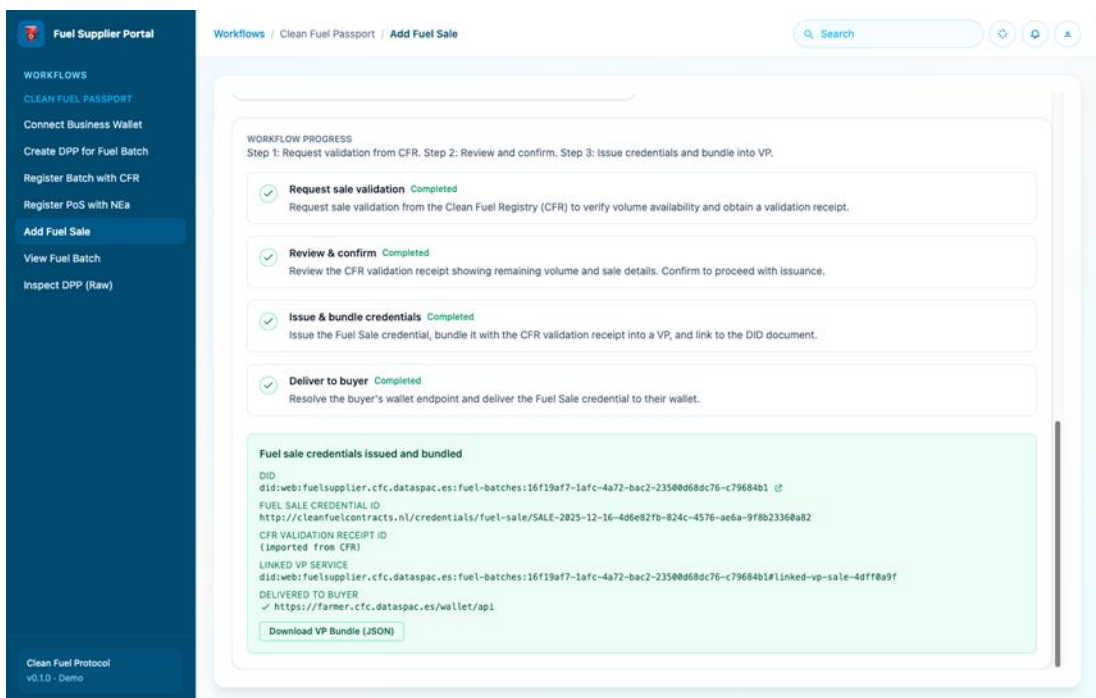 Fuel Supplier Portal
Workflows / Clean Fuel Passport / Add Fuel Sale
Search
WORKFLOWS
CLEAN FUEL PASSPORT
Connect Business Wallet
Create DPP for Fuel Batch
Register Batch with CFR
Register PoS with NEa
Add Fuel Sale
View Fuel Batch
Inspect DPP (Raw)
Clean Fuel Protocol
v0.1.0 - Demo
WORKFLOW PROGRESS
Step 1: Request validation from CFR. Step 2: Review and confirm. Step 3: Issue credentials and bundle into VP.
Request sale validation Completed
Request sale validation from the Clean Fuel Registry (CFR) to verify volume availability and obtain a validation receipt.
Review & confirm Completed
Review the CFR validation receipt showing remaining volume and sale details. Confirm to proceed with issuance.
Issue & bundle credentials Completed
Issue the Fuel Sale credential, bundle it with the CFR validation receipt into a VP, and link to the DID document.
Deliver to buyer Completed
Resolve the buyer's wallet endpoint and deliver the Fuel Sale credential to their wallet.
Fuel sale credentials issued and bundled
DID
did:web:fuelsupplier.cfc.dataspac.es:fuel-batches:16f19af7-1afc-4a72-bac2-23500d68dc76-c79684b1
FUEL SALE CREDENTIAL ID
http://cleanfuelcontracts.nl/credentials/fuel-sale/SALE-2025-12-16-4d6e82fb-824c-4576-ae6a-9f8b23360a82
CFR VALIDATION RECEIPT ID
(imported from CFR)
LINKED VP SERVICE
did:web:fuelsupplier.cfc.dataspac.es:fuel-batches:16f19af7-1afc-4a72-bac2-23500d68dc76-c79684b1#linked-vp-sale-4dff0a9f
DELIVERED TO BUYER
✓ https://farmer.cfc.dataspac.es/wallet/api
Download VP Bundle (JSON)